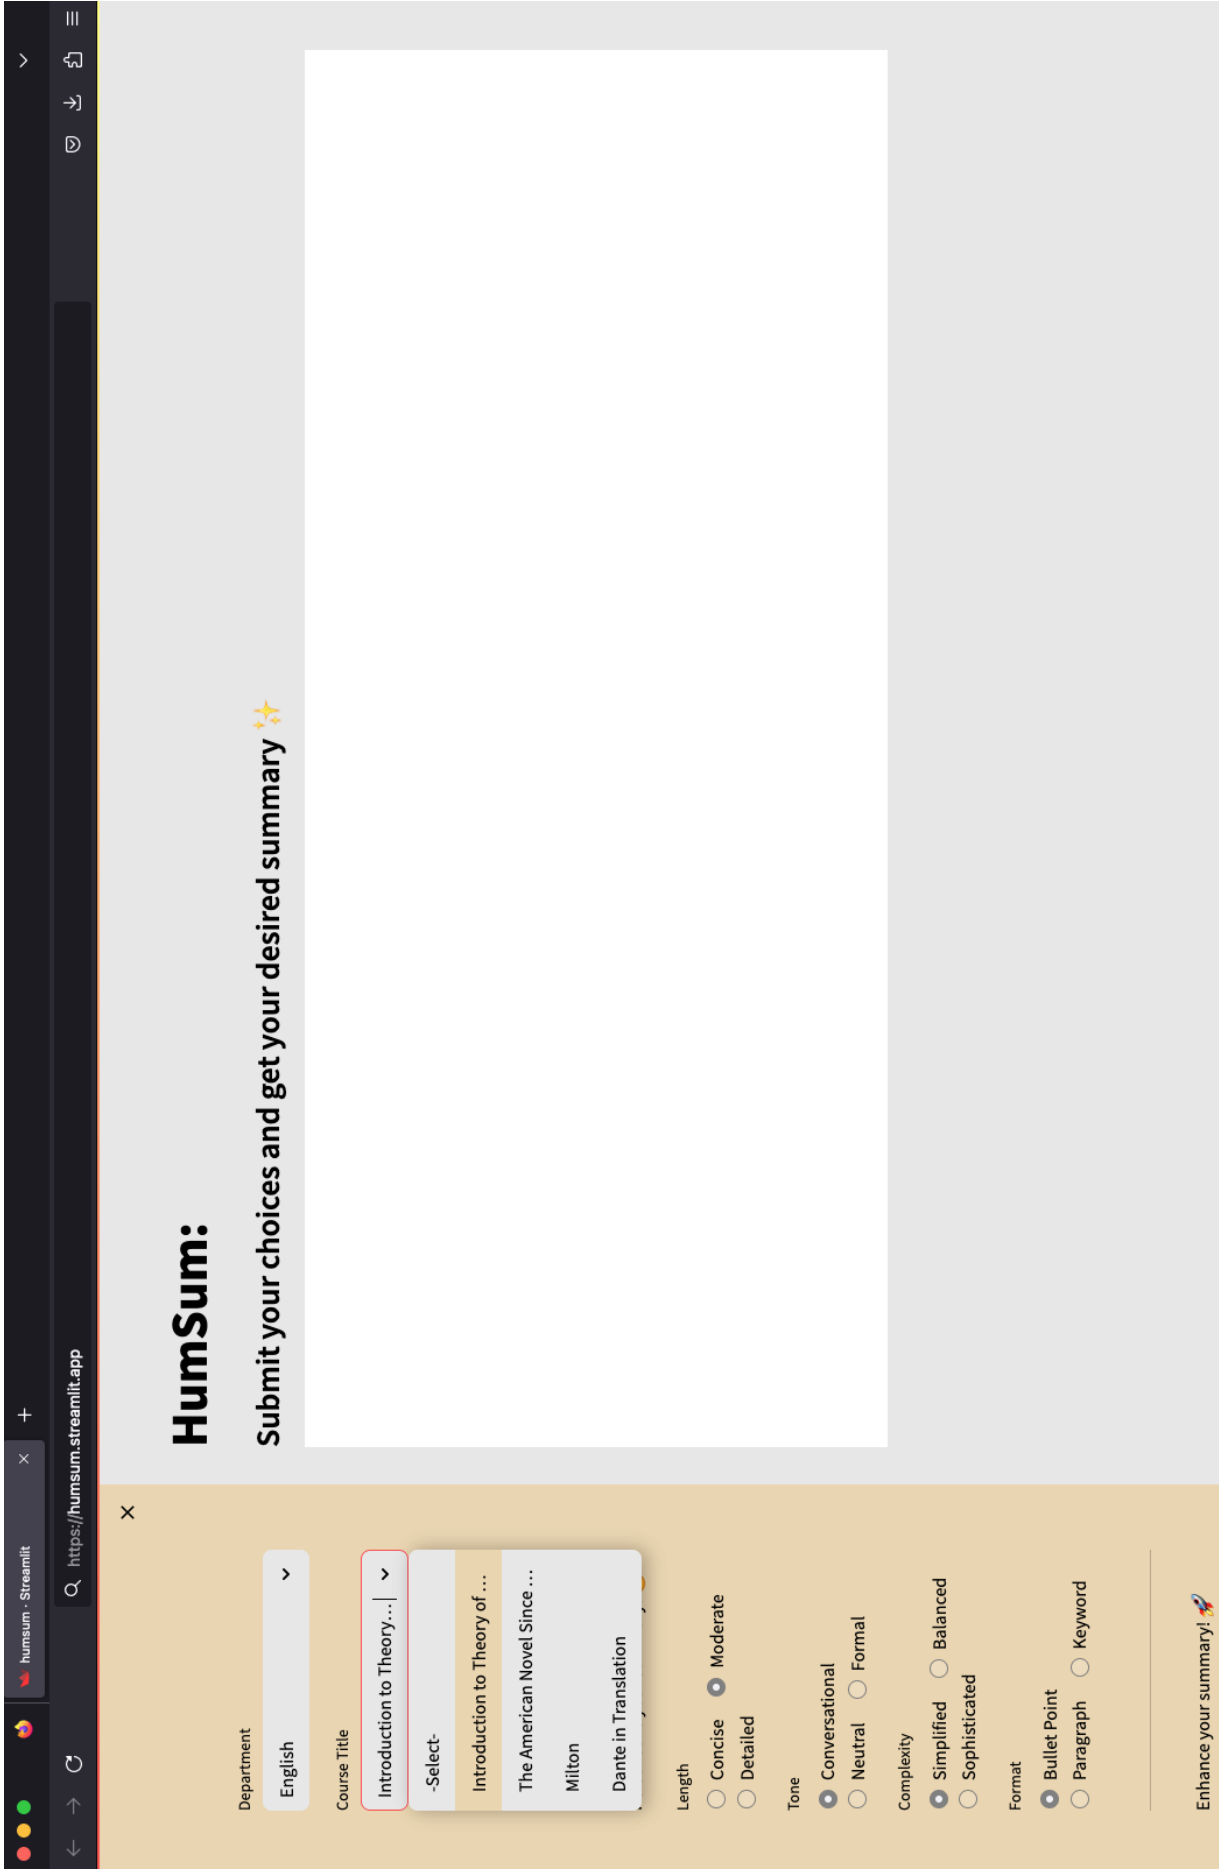 humsum · Streamlit
https://humsum.streamlit.app
HumSum:
Submit your choices and get your desired summary ✨
Department
English
Course Title
Introduction to Theory…
-Select-
Introduction to Theory of …
The American Novel Since …
Milton
Dante in Translation
Length
Concise Moderate
Detailed
Tone
Conversational
Neutral Formal
Complexity
Simplified Balanced
Sophisticated
Format
Bullet Point
Paragraph Keyword
Enhance your summary! 🚀